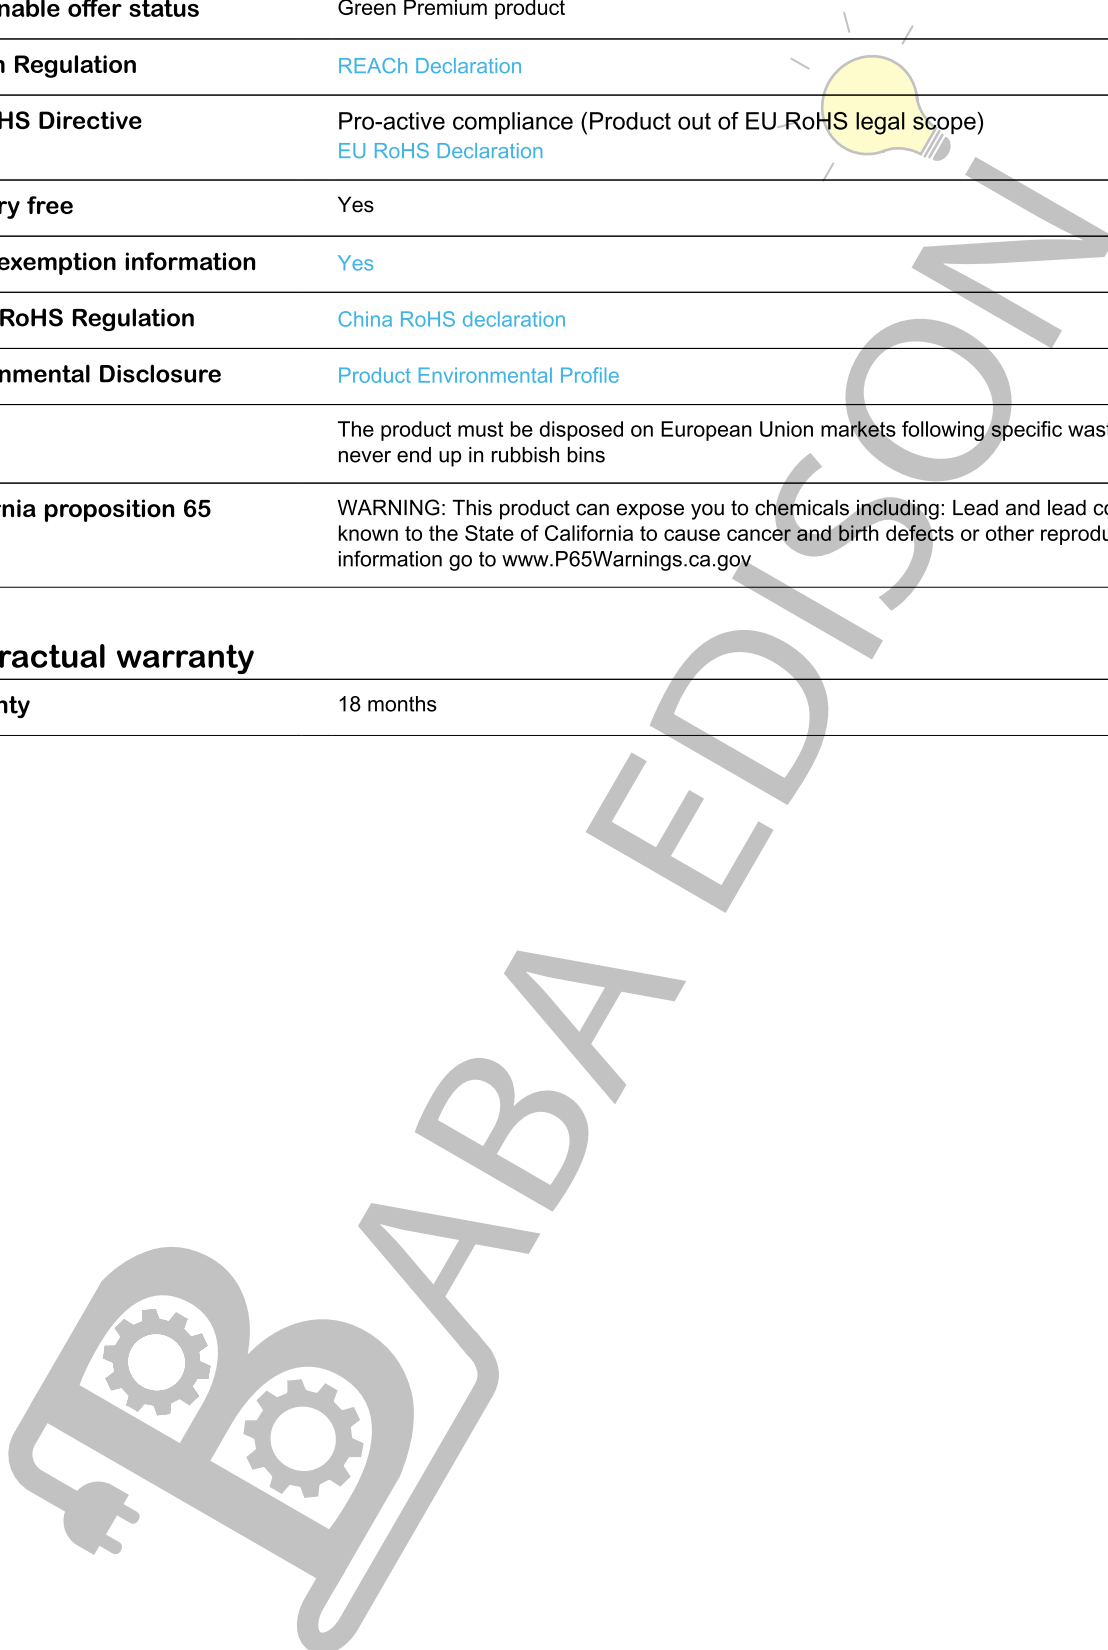 nable offer status Green Premium product
Regulation REACh Declaration
HS Directive Pro-active compliance (Product out of EU RoHS legal scope)
EU RoHS Declaration
ry free Yes
exemption information Yes
RoHS Regulation China RoHS declaration
nmental Disclosure Product Environmental Profile
The product must be disposed on European Union markets following specific wast
never end up in rubbish bins
rnia proposition 65 WARNING: This product can expose you to chemicals including: Lead and lead co
known to the State of California to cause cancer and birth defects or other reprodu
information go to www.P65Warnings.ca.gov
ractual warranty
nty 18 months
BABA EDISON